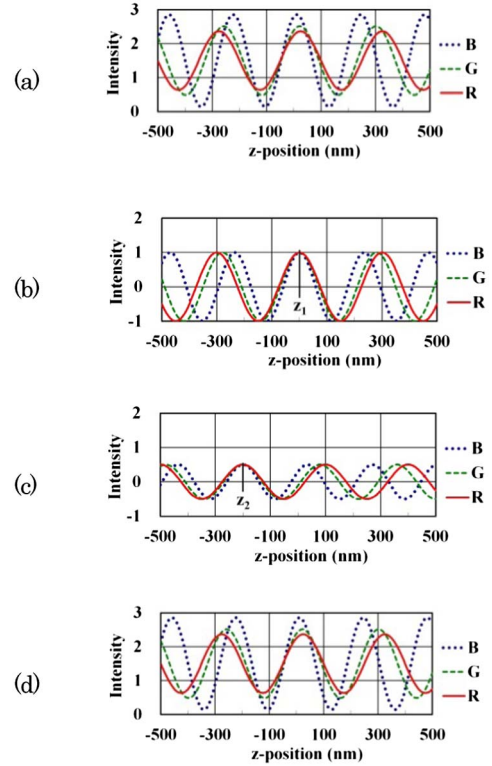 (a)
Intensity
3
2
1
0
-500 -300 -100 100 300 500
z-position (nm)
B
G
R
(b)
Intensity
2
1
0
-1
z₁
-500 -300 -100 100 300 500
z-position (nm)
B
G
R
(c)
Intensity
2
1
0
-1
z₂
-500 -300 -100 100 300 500
z-position (nm)
B
G
R
(d)
Intensity
3
2
1
0
-500 -300 -100 100 300 500
z-position (nm)
B
G
R